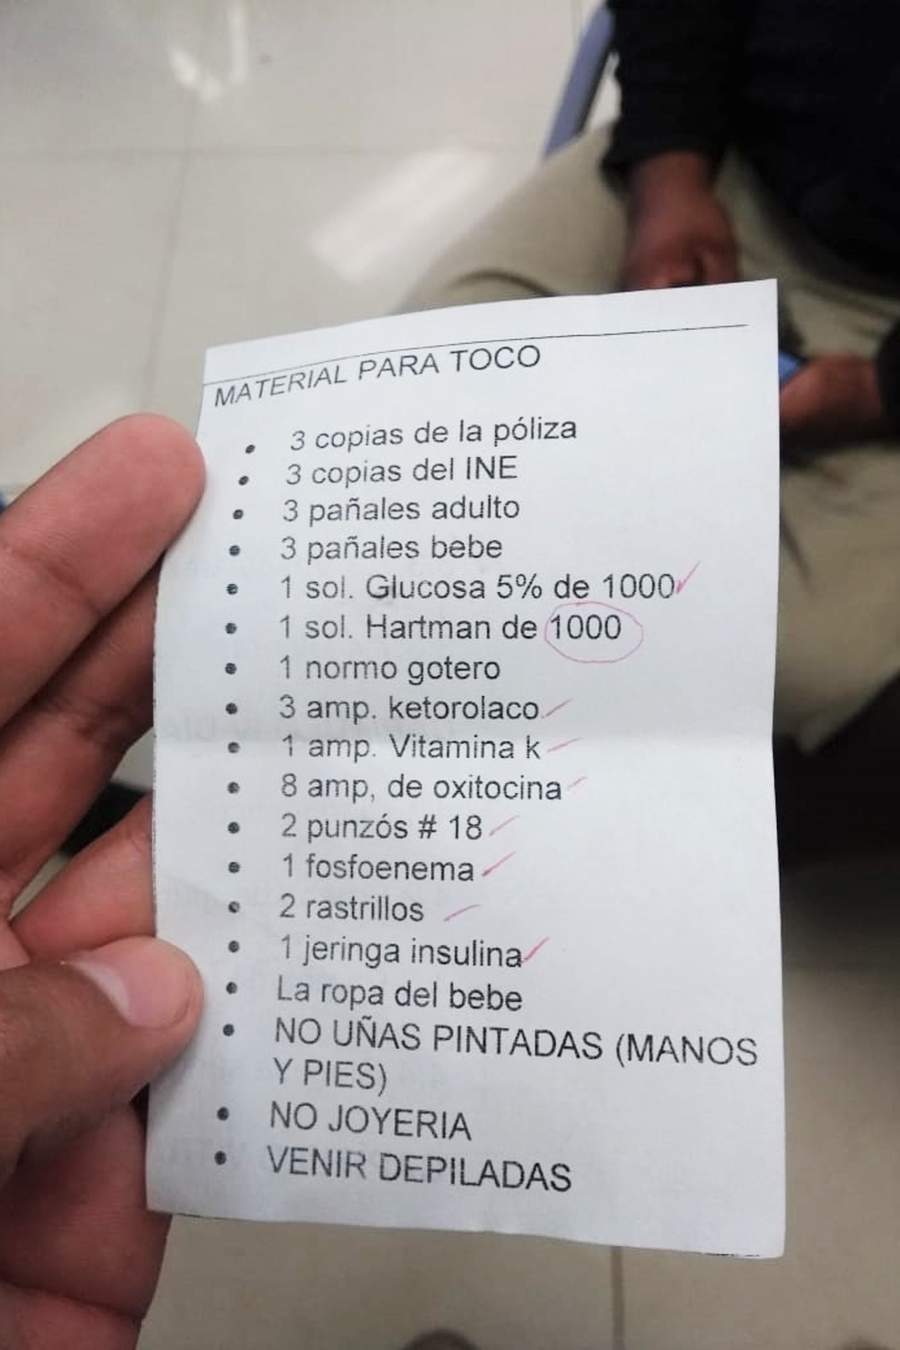 MATERIAL PARA TOCO
• 3 copias de la póliza
• 3 copias del INE
• 3 pañales adulto
• 3 pañales bebe
• 1 sol. Glucosa 5% de 1000
• 1 sol. Hartman de 1000
• 1 normo gotero
• 3 amp. ketorolaco
• 1 amp. Vitamina k
• 8 amp, de oxitocina
• 2 punzós # 18
• 1 fosfoenema
• 2 rastrillos
• 1 jeringa insulina
• La ropa del bebe
• NO UÑAS PINTADAS (MANOS
Y PIES)
• NO JOYERIA
• VENIR DEPILADAS